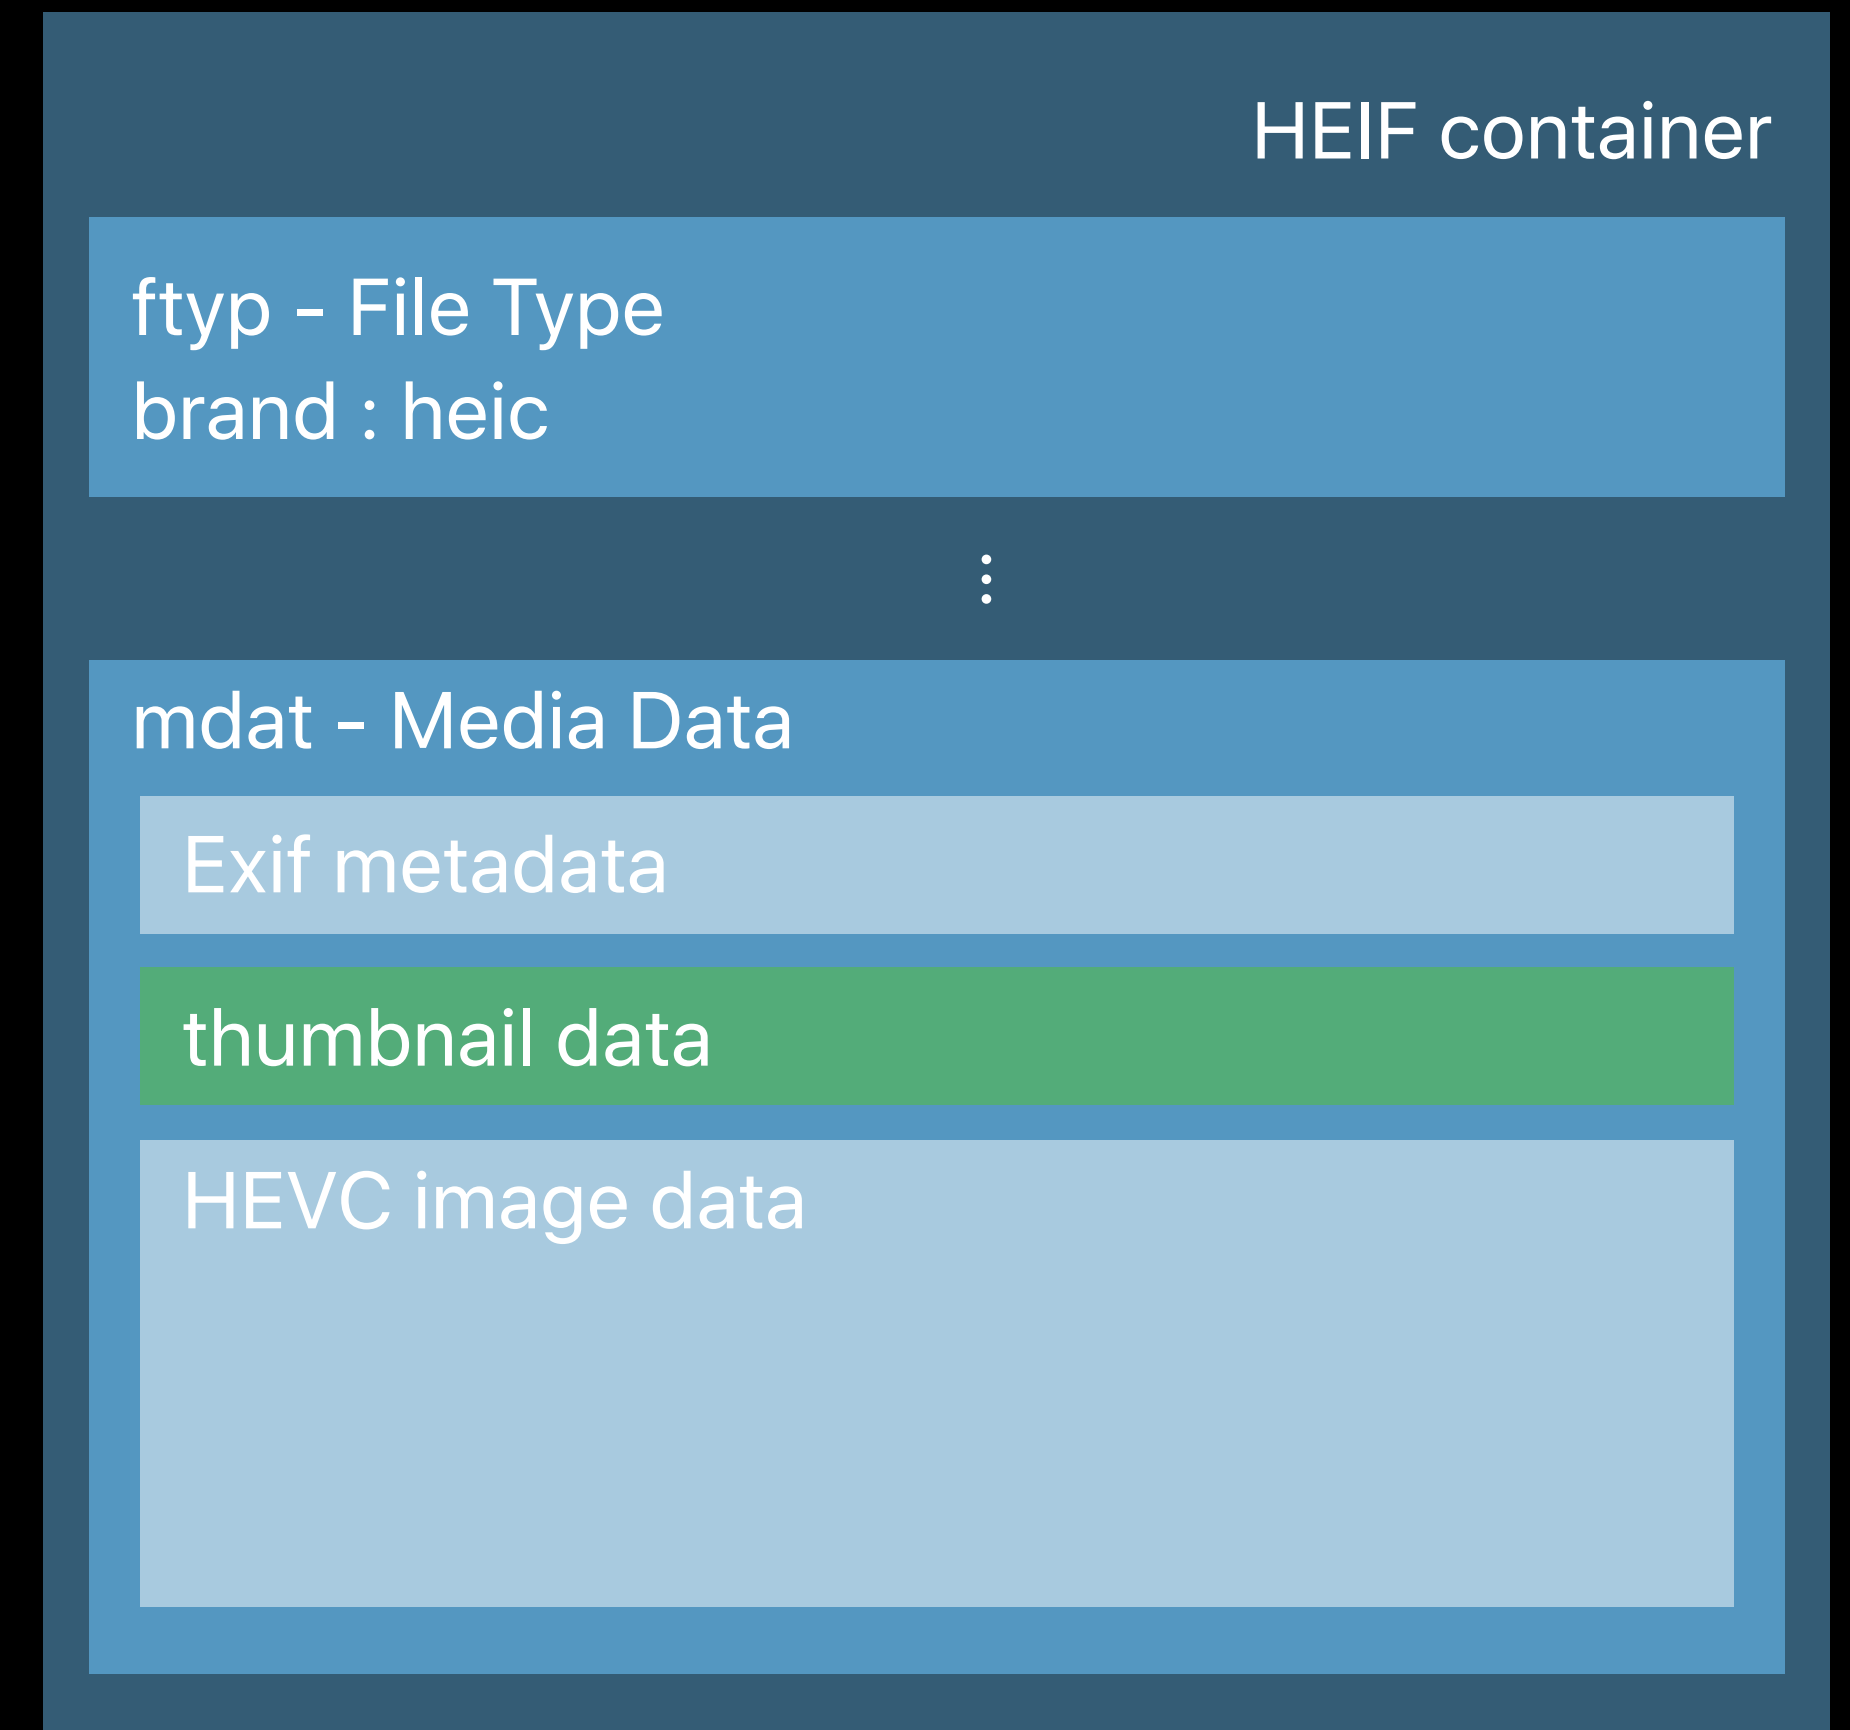 HEIF container
ftyp - File Type
brand : heic
⋮
mdat - Media Data
Exif metadata
thumbnail data
HEVC image data